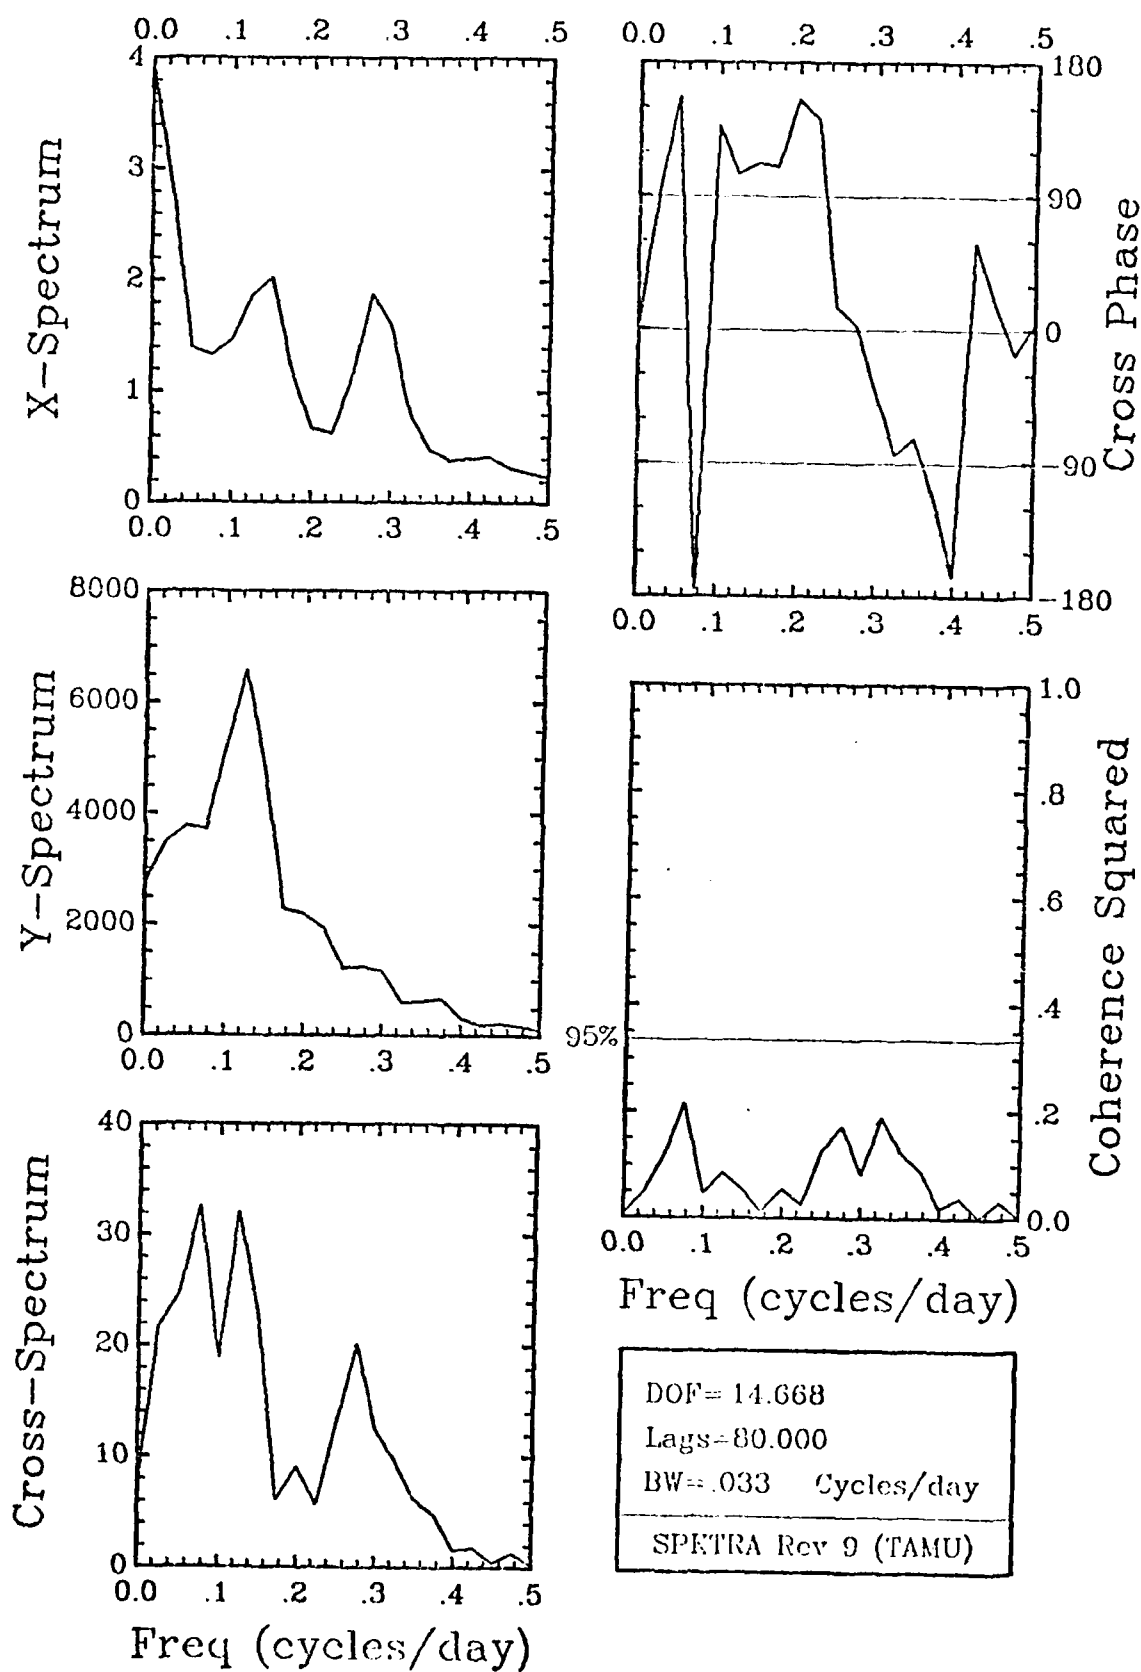 0.0 .1 .2 .3 .4 .5
4
3
2
1
0
X-Spectrum
0.0 .1 .2 .3 .4 .5
0.0 .1 .2 .3 .4 .5
180
90
0
-90
-180
Cross Phase
0.0 .1 .2 .3 .4 .5
8000
6000
4000
2000
0
Y-Spectrum
0.0 .1 .2 .3 .4 .5
1.0
.8
.6
.4
.2
0.0
95%
Coherence Squared
0.0 .1 .2 .3 .4 .5
Freq (cycles/day)
40
30
20
10
0
Cross-Spectrum
0.0 .1 .2 .3 .4 .5
Freq (cycles/day)
DOF= 14.668
Lags=80.000
BW= .033 Cycles/day
SPKTRA Rev 9 (TAMU)